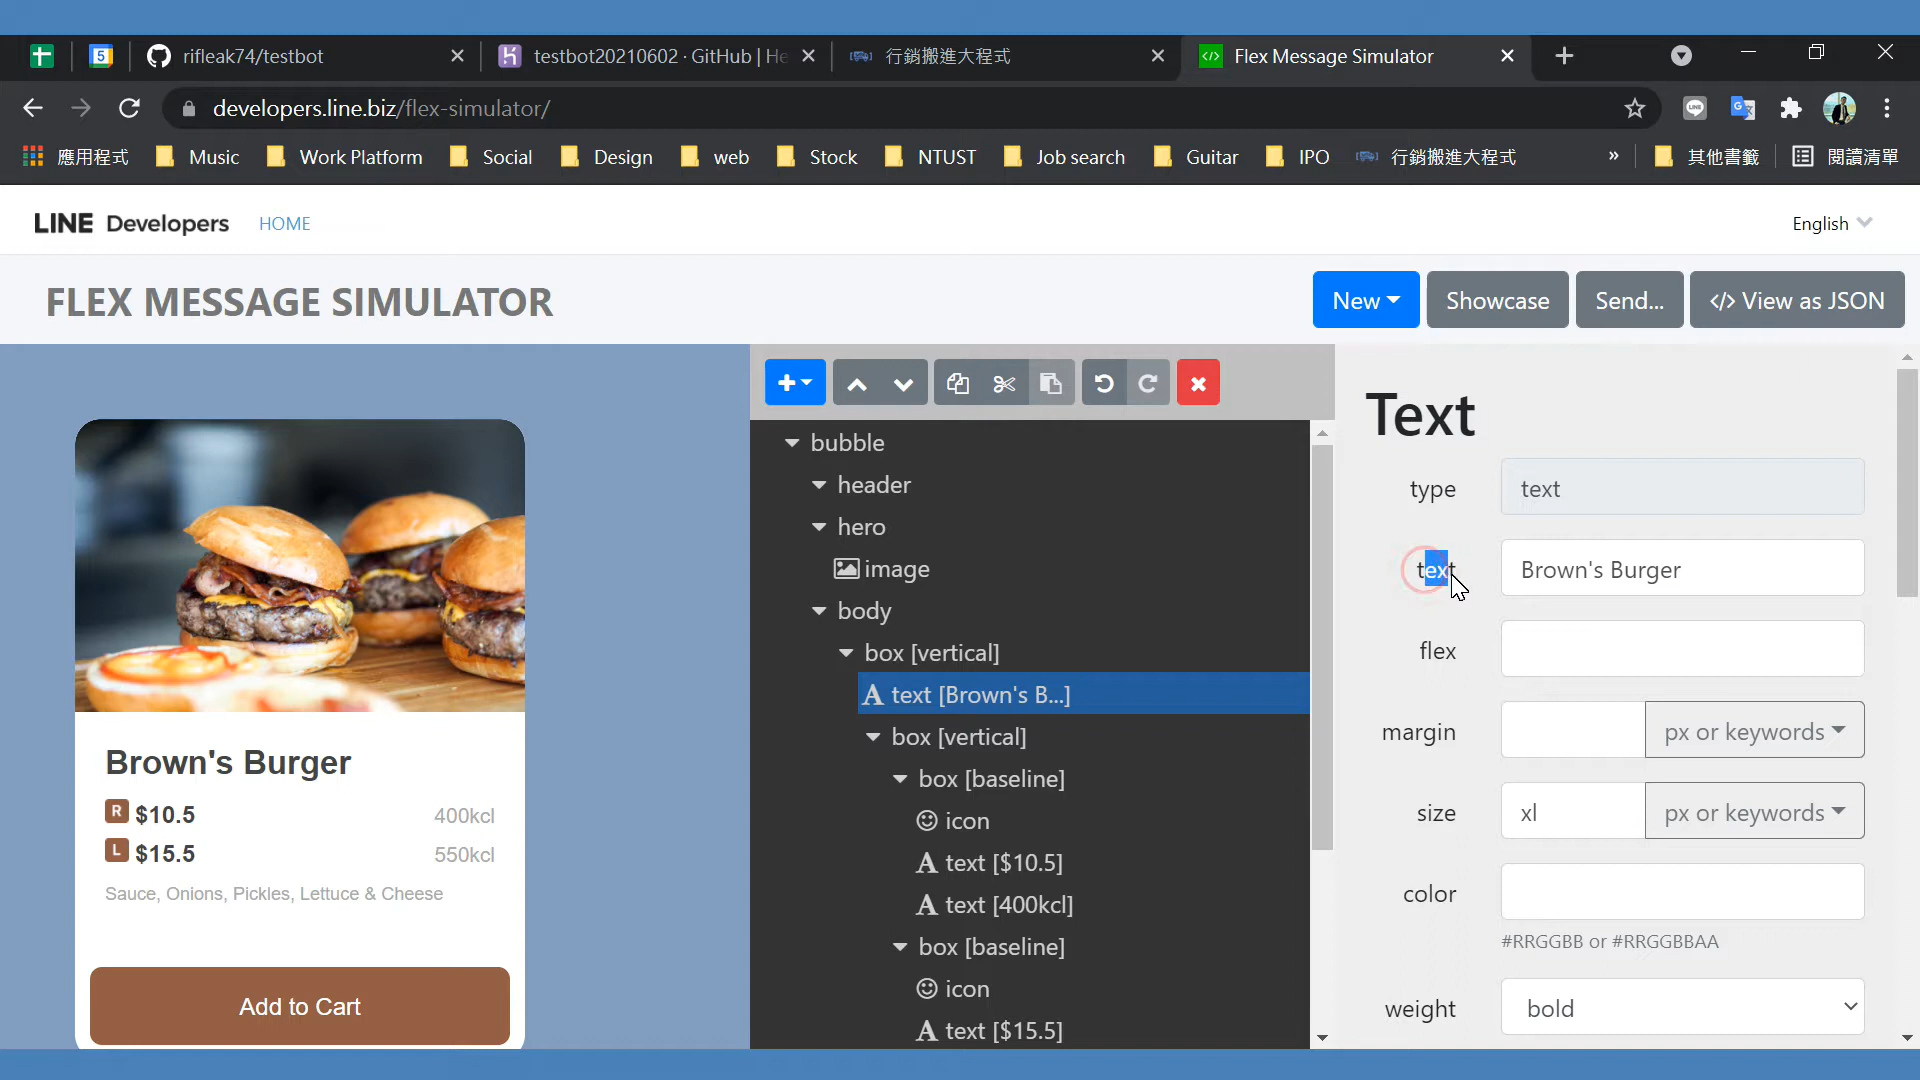 rifleak74/testbot
testbot20210602 · GitHub | He
行銷搬進大程式
Flex Message Simulator
developers.line.biz/flex-simulator/
應用程式
Music
Work Platform
Social
Design
web
Stock
NTUST
Job search
Guitar
IPO
行銷搬進大程式
»
其他書籤
閱讀清單
LINE Developers
HOME
English
FLEX MESSAGE SIMULATOR
New
Showcase
Send...
</> View as JSON
Brown's Burger
R $10.5 400kcl
L $15.5 550kcl
Sauce, Onions, Pickles, Lettuce & Cheese
Add to Cart
bubble
header
hero
image
body
box [vertical]
A text [Brown's B...]
box [vertical]
box [baseline]
icon
A text [$10.5]
A text [400kcl]
box [baseline]
icon
A text [$15.5]
Text
type text
text Brown's Burger
flex
margin px or keywords
size xl px or keywords
color
#RRGGBB or #RRGGBBAA
weight bold